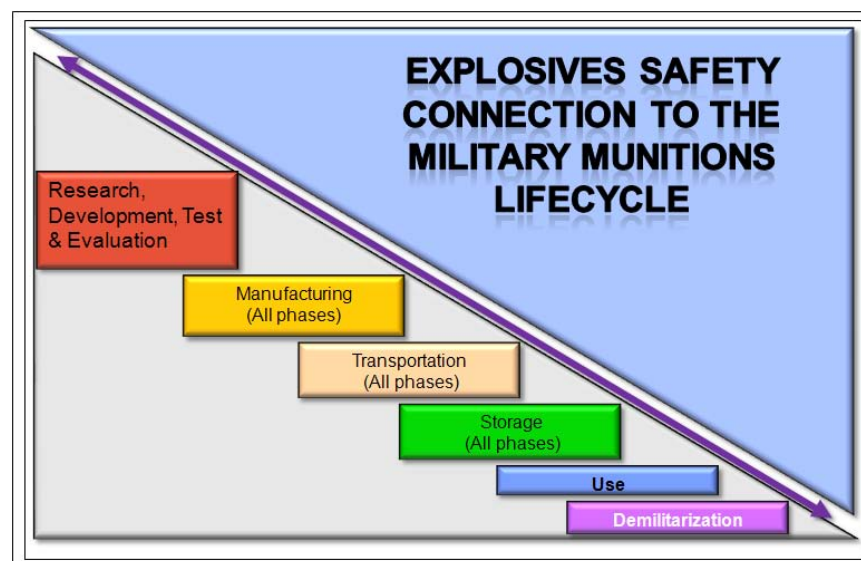 EXPLOSIVES SAFETY
CONNECTION TO THE
MILITARY MUNITIONS
LIFECYCLE
Research,
Development, Test
& Evaluation
Manufacturing
(All phases)
Transportation
(All phases)
Storage
(All phases)
Use
Demilitarization